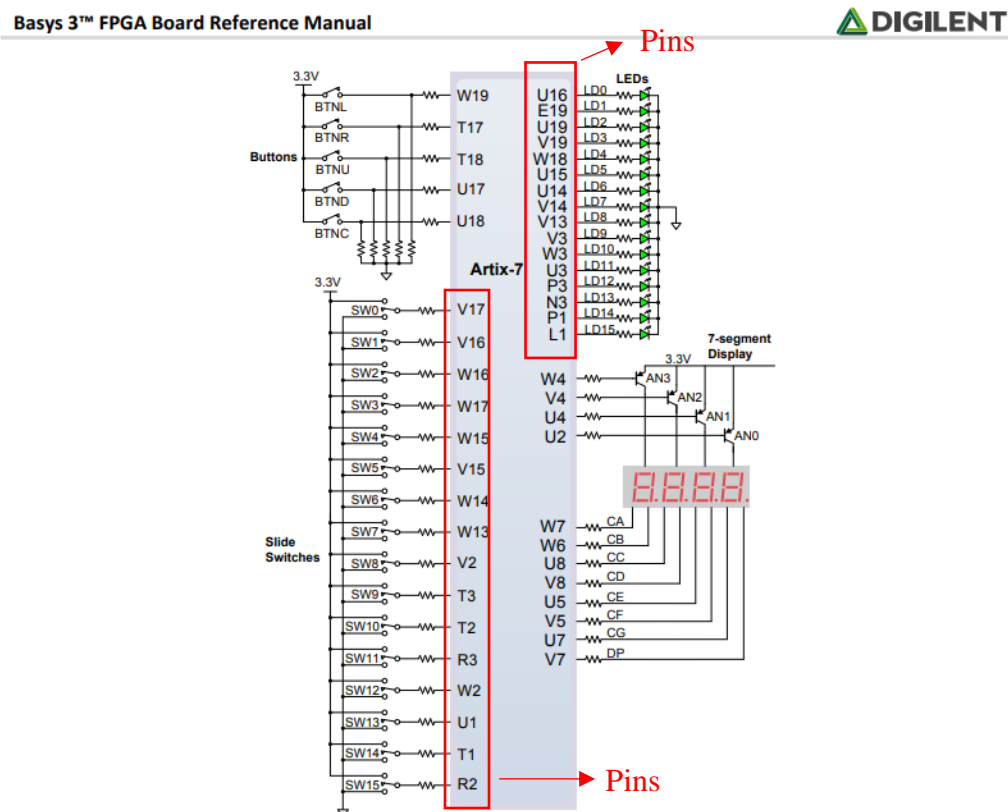 Basys 3™ FPGA Board Reference Manual
DIGILENT
Pins
3.3V
BTNL
BTNR
BTNU
BTND
BTNC
Buttons
W19
T17
T18
U17
U18
LEDs
U16 LD0
E19 LD1
U19 LD2
V19 LD3
W18 LD4
U15 LD5
U14 LD6
V14 LD7
V13 LD8
V3 LD9
W3 LD10
U3 LD11
P3 LD12
N3 LD13
P1 LD14
L1 LD15
Artix-7
3.3V
SW0 V17
SW1 V16
SW2 W16
SW3 W17
SW4 W15
SW5 V15
SW6 W14
SW7 W13
SW8 V2
SW9 T3
SW10 T2
SW11 R3
SW12 W2
SW13 U1
SW14 T1
SW15 R2
Slide
Switches
7-segment
Display
3.3V
W4 AN3
V4 AN2
U4 AN1
U2 AN0
8.8.8.8.
W7 CA
W6 CB
U8 CC
V8 CD
U5 CE
V5 CF
U7 CG
V7 DP
Pins